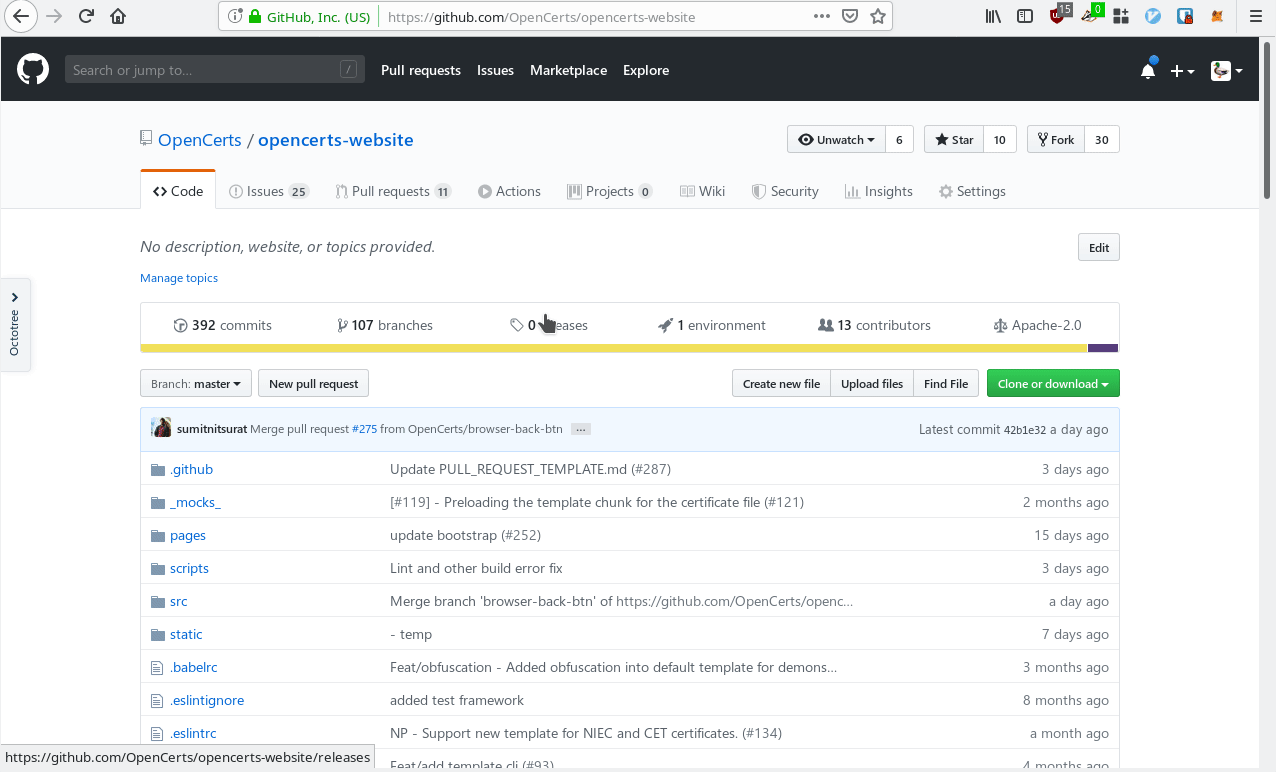 GitHub, Inc. (US) https://github.com/OpenCerts/opencerts-website
15 0
Search or jump to... / Pull requests Issues Marketplace Explore
OpenCerts / opencerts-website Unwatch 6 Star 10 Fork 30
Code Issues 25 Pull requests 11 Actions Projects 0 Wiki Security Insights Settings
No description, website, or topics provided. Edit
Manage topics
Octotree
392 commits 107 branches 0 eases 1 environment 13 contributors Apache-2.0
Branch: master New pull request Create new file Upload files Find File Clone or download
sumitnitsurat Merge pull request #275 from OpenCerts/browser-back-btn ... Latest commit 42b1e32 a day ago
.github Update PULL_REQUEST_TEMPLATE.md (#287) 3 days ago
_mocks_ [#119] - Preloading the template chunk for the certificate file (#121) 2 months ago
pages update bootstrap (#252) 15 days ago
scripts Lint and other build error fix 3 days ago
src Merge branch 'browser-back-btn' of https://github.com/OpenCerts/openc... a day ago
static - temp 7 days ago
.babelrc Feat/obfuscation - Added obfuscation into default template for demons... 3 months ago
.eslintignore added test framework 8 months ago
.eslintrc NP - Support new template for NIEC and CET certificates. (#134) a month ago
https://github.com/OpenCerts/opencerts-website/releases
Feat/add template cli (#93) 4 months ago